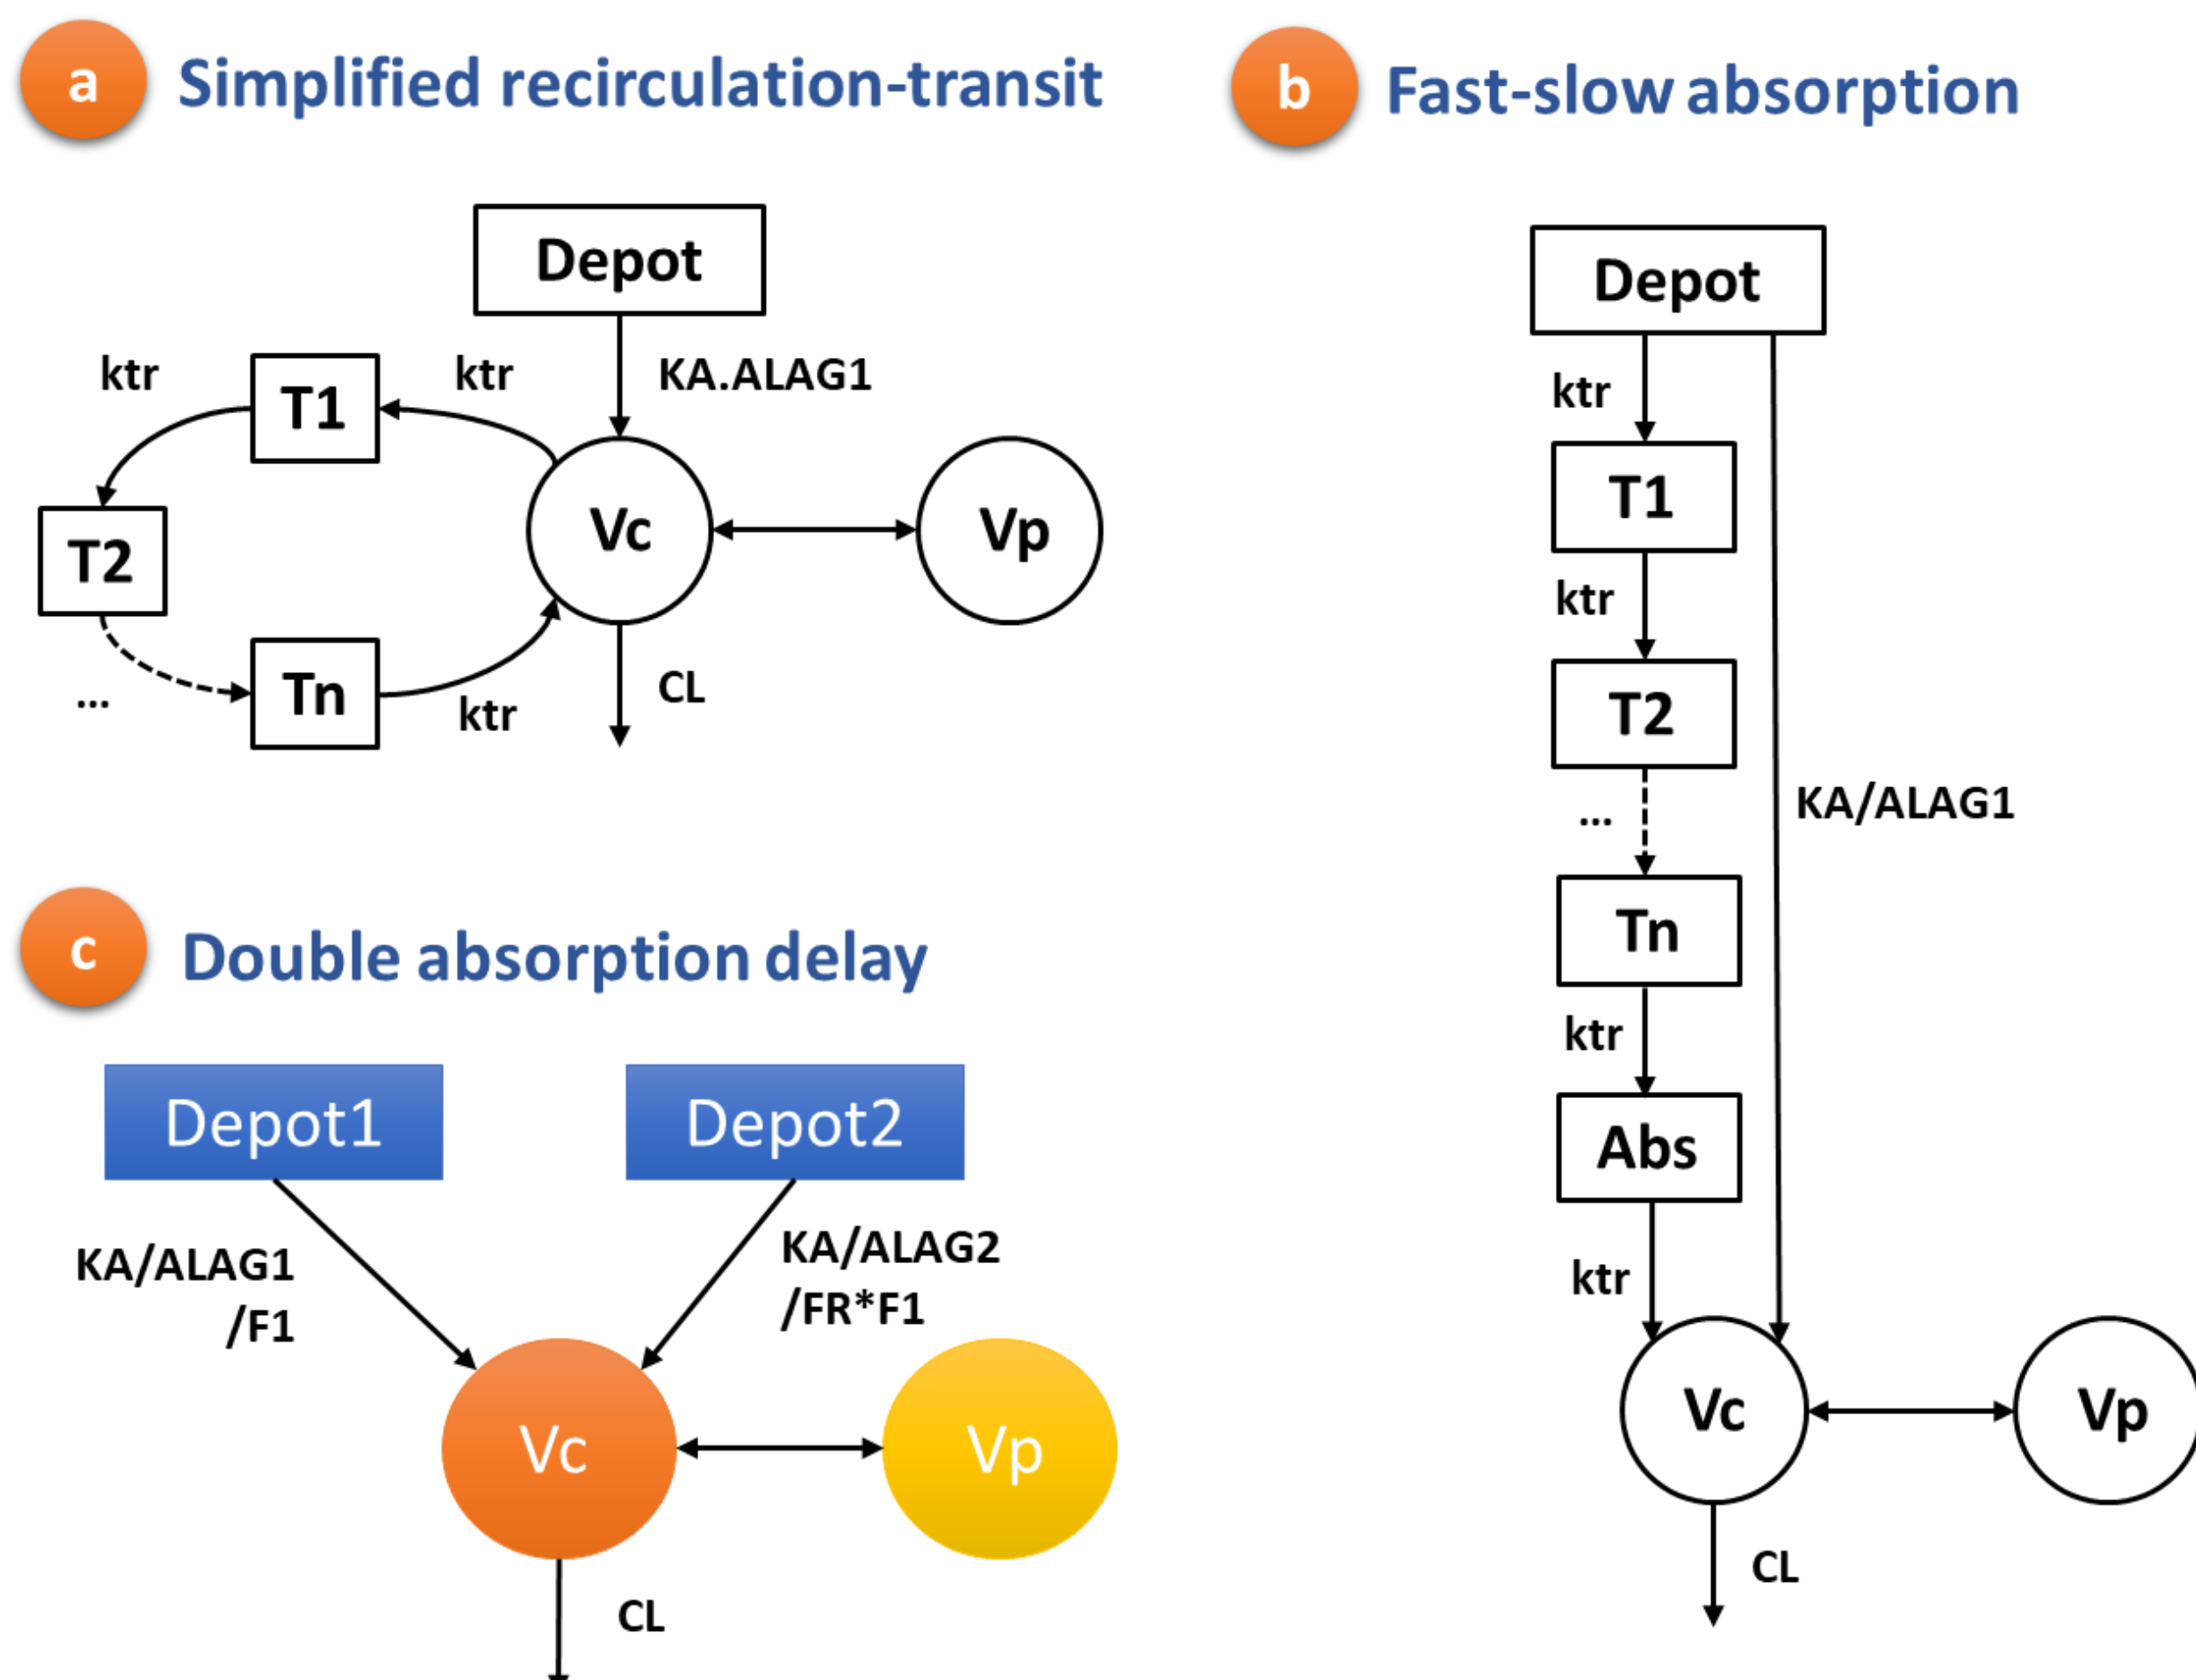 a Simplified recirculation-transit
Depot
ktr
ktr
KA.ALAG1
T1
Vc
Vp
T2
...
Tn
ktr
CL
b Fast-slow absorption
Depot
ktr
T1
ktr
T2
...
KA/ALAG1
Tn
ktr
Abs
ktr
Vc
Vp
CL
c Double absorption delay
Depot1
Depot2
KA/ALAG1
/F1
KA/ALAG2
/FR*F1
Vc
Vp
CL